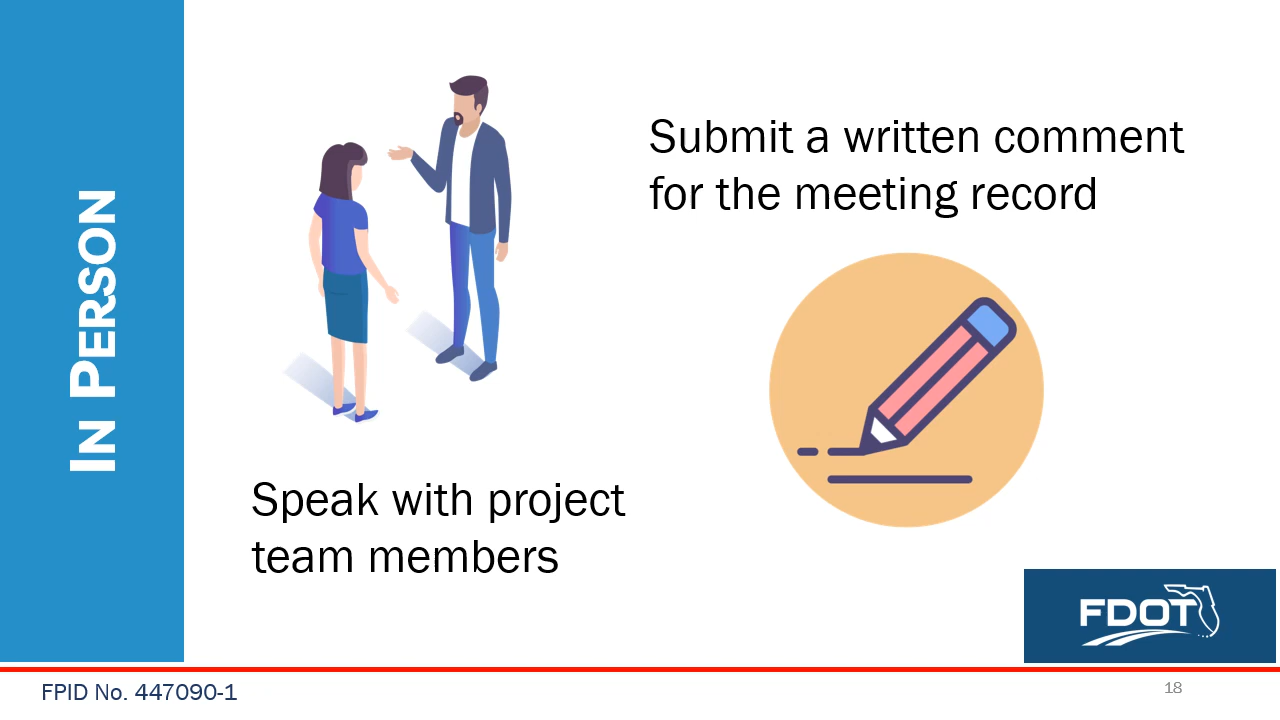 IN PERSON
Submit a written comment
for the meeting record
Speak with project
team members
FDOT
FPID No. 447090-1
18